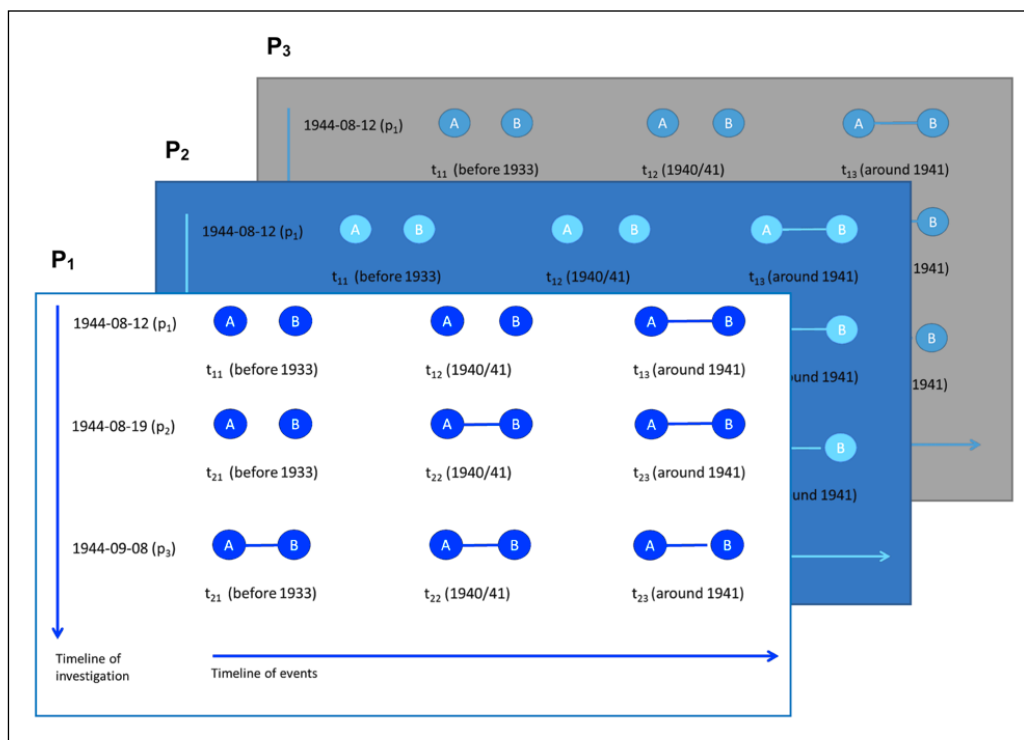 P₃
1944-08-12 (p₁) A B A B A B
t₁₁ (before 1933) t₁₂ (1940/41) t₁₃ (around 1941)
B
1941)
B
1941)
P₂
1944-08-12 (p₁) A B A B A B
t₁₁ (before 1933) t₁₂ (1940/41) t₁₃ (around 1941)
B
und 1941)
B
und 1941)
P₁
1944-08-12 (p₁) A B A B A B
t₁₁ (before 1933) t₁₂ (1940/41) t₁₃ (around 1941)
1944-08-19 (p₂) A B A B A B
t₂₁ (before 1933) t₂₂ (1940/41) t₂₃ (around 1941)
1944-09-08 (p₃) A B A B A B
t₂₁ (before 1933) t₂₂ (1940/41) t₂₃ (around 1941)
Timeline of
investigation
Timeline of events